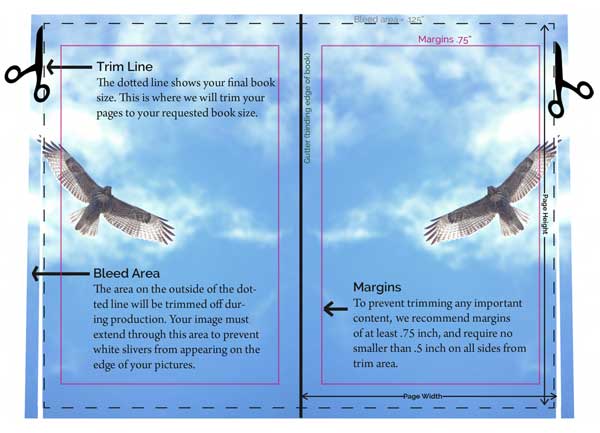 Bleed area = .125"
Margins .75"
Trim Line
The dotted line shows your final book
size. This is where we will trim your
pages to your requested book size.
Gutter (binding edge of book)
Page Height
Bleed Area
The area on the outside of the dot-
ted line will be trimmed off dur-
ing production. Your image must
extend through this area to prevent
white slivers from appearing on the
edge of your pictures.
Margins
To prevent trimming any important
content, we recommend margins
of at least .75 inch, and require no
smaller than .5 inch on all sides from
trim area.
Page Width